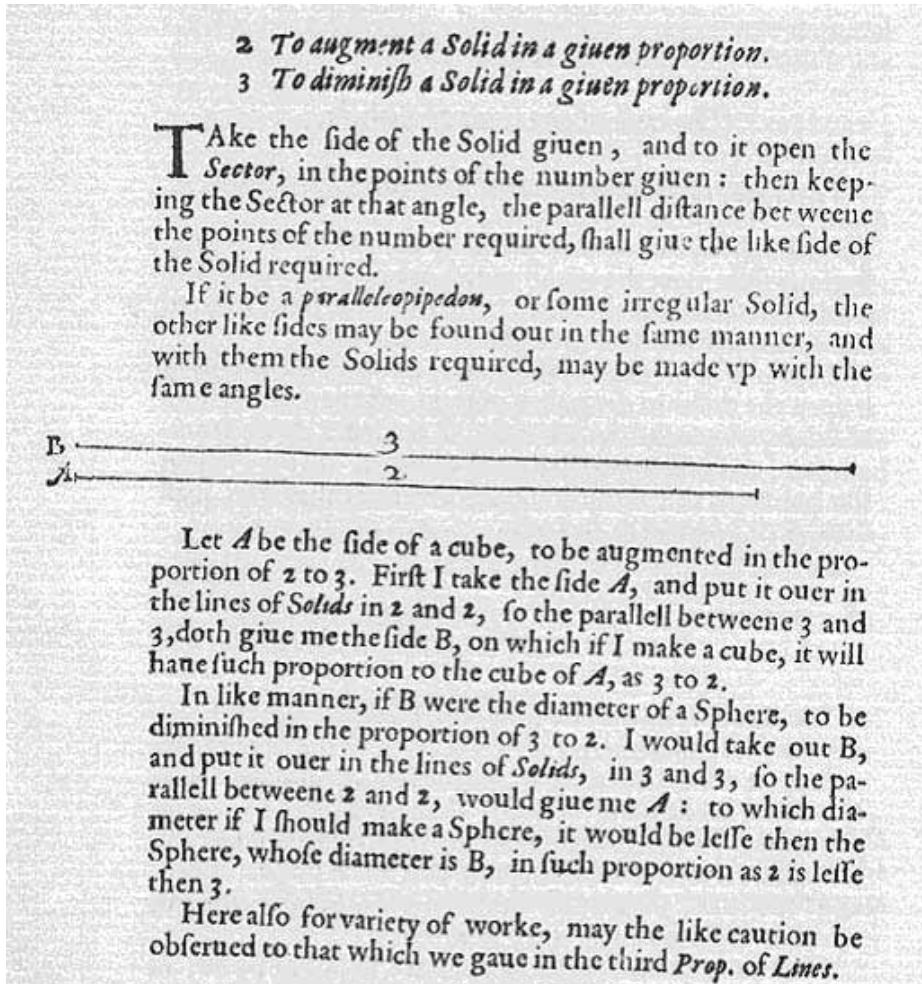 2 To augment a Solid in a giuen proportion.
3 To diminiſh a Solid in a giuen proportion.
TAke the ſide of the Solid giuen, and to it open the
Sector, in the points of the number giuen: then keep-
ing the Sector at that angle, the parallell diſtance betweene
the points of the number required, ſhall giue the like ſide of
the Solid required.
If it be a paralleleopipedon, or ſome irregular Solid, the
other like ſides may be found out in the ſame manner, and
with them the Solids required, may be made vp with the
ſame angles.
B 3
A 2
Let A be the ſide of a cube, to be augmented in the pro-
portion of 2 to 3. Firſt I take the ſide A, and put it ouer in
the lines of Solids in 2 and 2, ſo the parallell betweene 3 and
3, doth giue me the ſide B, on which if I make a cube, it will
haue ſuch proportion to the cube of A, as 3 to 2.
In like manner, if B were the diameter of a Sphere, to be
diminiſhed in the proportion of 3 to 2. I would take out B,
and put it ouer in the lines of Solids, in 3 and 3, ſo the pa-
rallell betweene 2 and 2, would giue me A: to which dia-
meter if I ſhould make a Sphere, it would be leſſe then the
Sphere, whoſe diameter is B, in ſuch proportion as 2 is leſſe
then 3.
Here alſo for variety of worke, may the like caution be
obſerued to that which we gaue in the third Prop. of Lines.